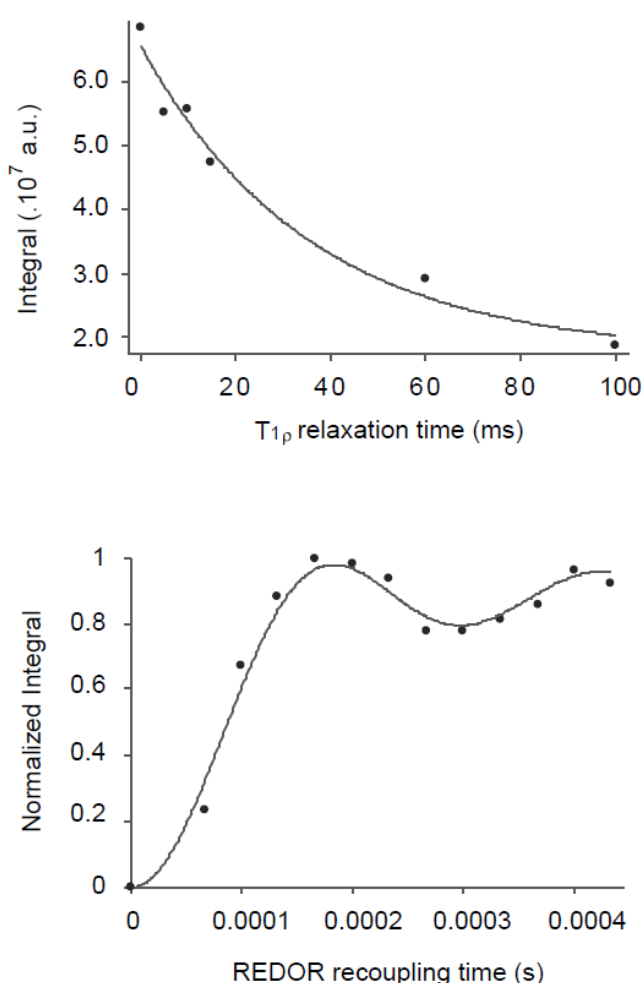 Integral (.10⁷ a.u.)
6.0
5.0
4.0
3.0
2.0
0 20 40 60 80 100
T1ρ relaxation time (ms)
Normalized Integral
1
0.8
0.6
0.4
0.2
0
0 0.0001 0.0002 0.0003 0.0004
REDOR recoupling time (s)